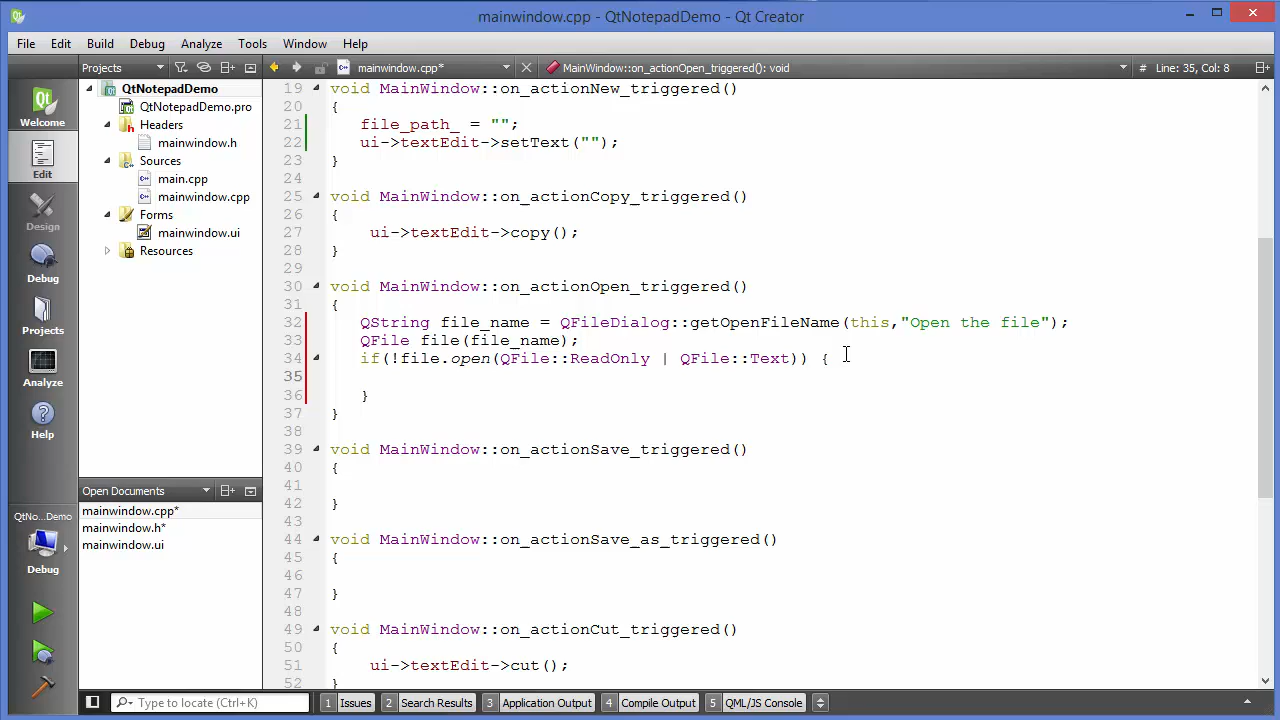 mainwindow.cpp - QtNotepadDemo - Qt Creator
File Edit Build Debug Analyze Tools Window Help
Projects mainwindow.cpp* MainWindow::on_actionOpen_triggered(): void # Line: 35, Col: 8
Welcome
Edit
Design
Debug
Projects
Analyze
Help
QtNo...Demo
Debug
QtNotepadDemo
QtNotepadDemo.pro
Headers
mainwindow.h
Sources
main.cpp
mainwindow.cpp
Forms
mainwindow.ui
Resources
Open Documents
mainwindow.cpp*
mainwindow.h*
mainwindow.ui
19 void MainWindow::on_actionNew_triggered()
20 {
21 file_path_ = "";
22 ui->textEdit->setText("");
23 }
24
25 void MainWindow::on_actionCopy_triggered()
26 {
27 ui->textEdit->copy();
28 }
29
30 void MainWindow::on_actionOpen_triggered()
31 {
32 QString file_name = QFileDialog::getOpenFileName(this,"Open the file");
33 QFile file(file_name);
34 if(!file.open(QFile::ReadOnly | QFile::Text)) {
35
36 }
37 }
38
39 void MainWindow::on_actionSave_triggered()
40 {
41
42 }
43
44 void MainWindow::on_actionSave_as_triggered()
45 {
46
47 }
48
49 void MainWindow::on_actionCut_triggered()
50 {
51 ui->textEdit->cut();
52 }
Type to locate (Ctrl+K) 1 Issues 2 Search Results 3 Application Output 4 Compile Output 5 QML/JS Console